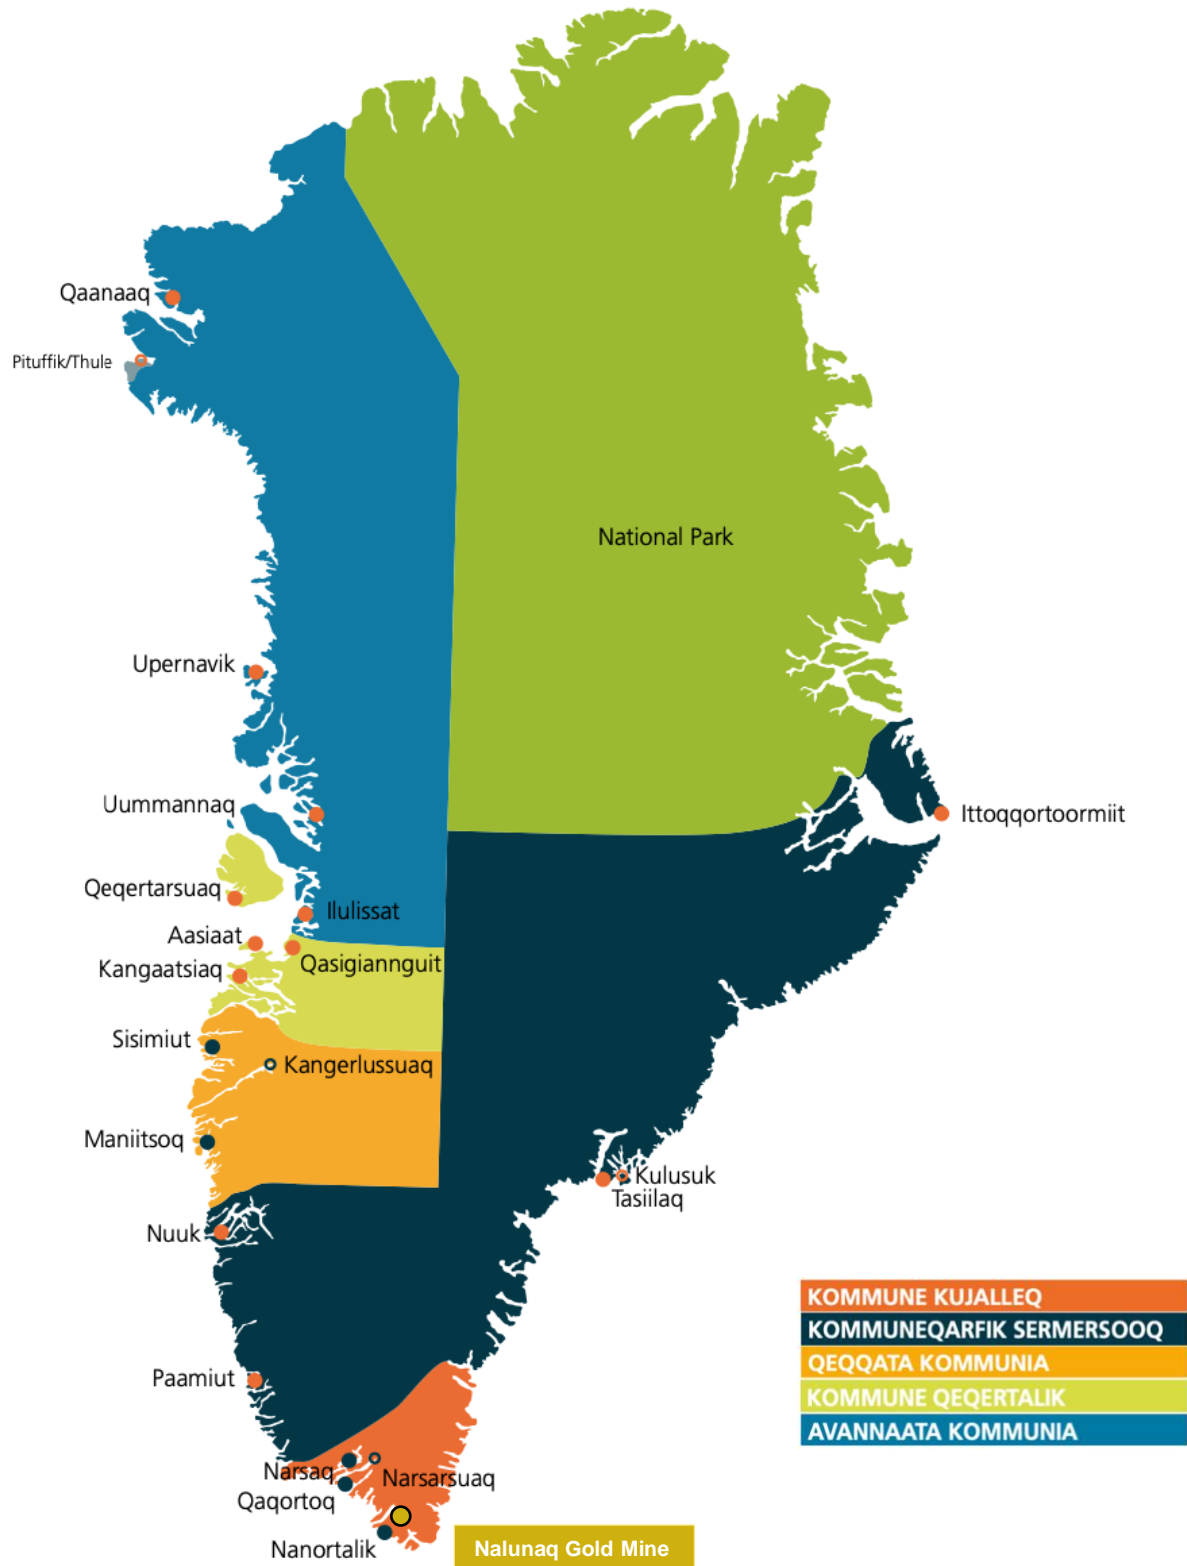 Qaanaaq
Pituffik/Thule
National Park
Upernavik
Uummannaq
Ittoqqortoormiit
Qeqertarsuaq
Ilulissat
Aasiaat
Qasigiannguit
Kangaatsiaq
Sisimiut
Kangerlussuaq
Maniitsoq
Kulusuk
Tasiilaq
Nuuk
KOMMUNE KUJALLEQ
KOMMUNEQARFIK SERMERSOOQ
QEQQATA KOMMUNIA
KOMMUNE QEQERTALIK
AVANNAATA KOMMUNIA
Paamiut
Narsaq
Narsarsuaq
Qaqortoq
Nanortalik
Nalunaq Gold Mine